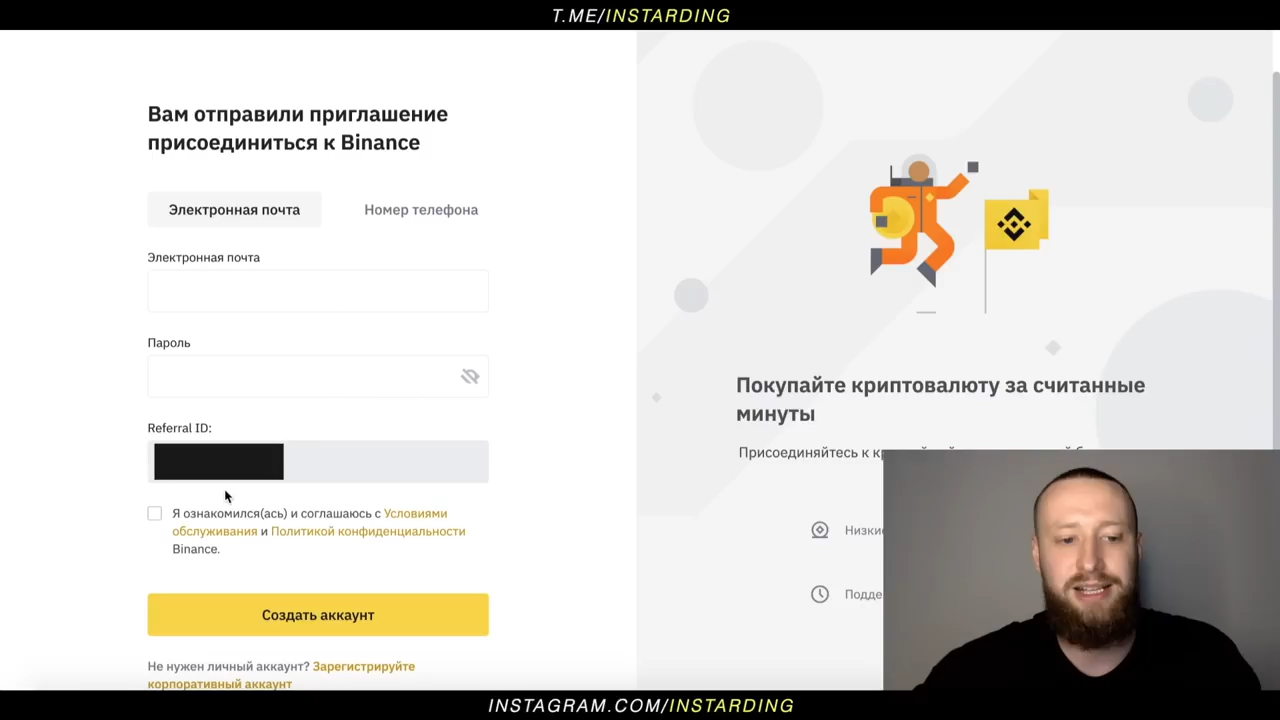 T.ME/INSTARDING
Вам отправили приглашение
присоединиться к Binance
Электронная почта
Номер телефона
Электронная почта
Пароль
Referral ID:
Я ознакомился(ась) и соглашаюсь с Условиями
обслуживания и Политикой конфиденциальности
Binance.
Создать аккаунт
Не нужен личный аккаунт? Зарегистрируйте
корпоративный аккаунт
Покупайте криптовалюту за считанные
минуты
Присоединяйтесь к
INSTAGRAM.COM/INSTARDING